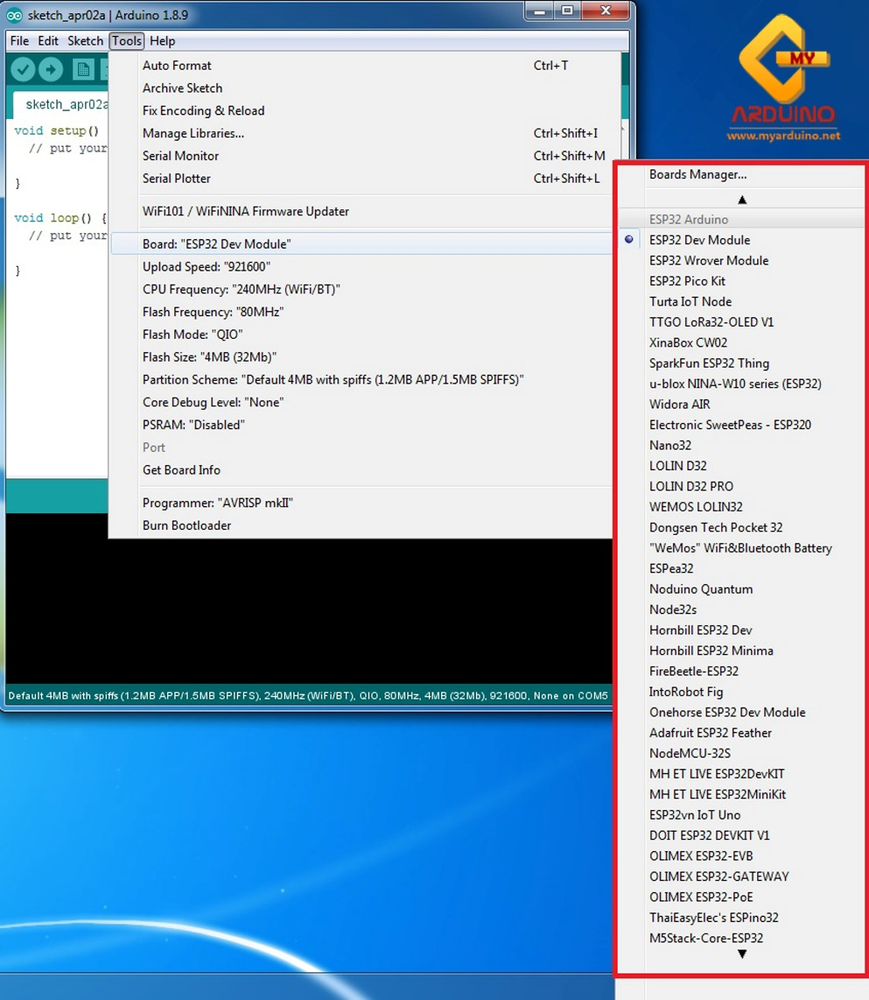 sketch_apr02a | Arduino 1.8.9
File Edit Sketch Tools Help
sketch_apr02a
void setup()
// put your
}
void loop() {
// put your
}
Auto Format Ctrl+T
Archive Sketch
Fix Encoding & Reload
Manage Libraries... Ctrl+Shift+I
Serial Monitor Ctrl+Shift+M
Serial Plotter Ctrl+Shift+L
WiFi101 / WiFiNINA Firmware Updater
Board: "ESP32 Dev Module"
Upload Speed: "921600"
CPU Frequency: "240MHz (WiFi/BT)"
Flash Frequency: "80MHz"
Flash Mode: "QIO"
Flash Size: "4MB (32Mb)"
Partition Scheme: "Default 4MB with spiffs (1.2MB APP/1.5MB SPIFFS)"
Core Debug Level: "None"
PSRAM: "Disabled"
Port
Get Board Info
Programmer: "AVRISP mkII"
Burn Bootloader
Default 4MB with spiffs (1.2MB APP/1.5MB SPIFFS), 240MHz (WiFi/BT), QIO, 80MHz, 4MB (32Mb), 921600, None on COM5
MY
ARDUINO
www.myarduino.net
Boards Manager...
ESP32 Arduino
ESP32 Dev Module
ESP32 Wrover Module
ESP32 Pico Kit
Turta IoT Node
TTGO LoRa32-OLED V1
XinaBox CW02
SparkFun ESP32 Thing
u-blox NINA-W10 series (ESP32)
Widora AIR
Electronic SweetPeas - ESP320
Nano32
LOLIN D32
LOLIN D32 PRO
WEMOS LOLIN32
Dongsen Tech Pocket 32
"WeMos" WiFi&Bluetooth Battery
ESPea32
Noduino Quantum
Node32s
Hornbill ESP32 Dev
Hornbill ESP32 Minima
FireBeetle-ESP32
IntoRobot Fig
Onehorse ESP32 Dev Module
Adafruit ESP32 Feather
NodeMCU-32S
MH ET LIVE ESP32DevKIT
MH ET LIVE ESP32MiniKit
ESP32vn IoT Uno
DOIT ESP32 DEVKIT V1
OLIMEX ESP32-EVB
OLIMEX ESP32-GATEWAY
OLIMEX ESP32-PoE
ThaiEasyElec's ESPino32
M5Stack-Core-ESP32